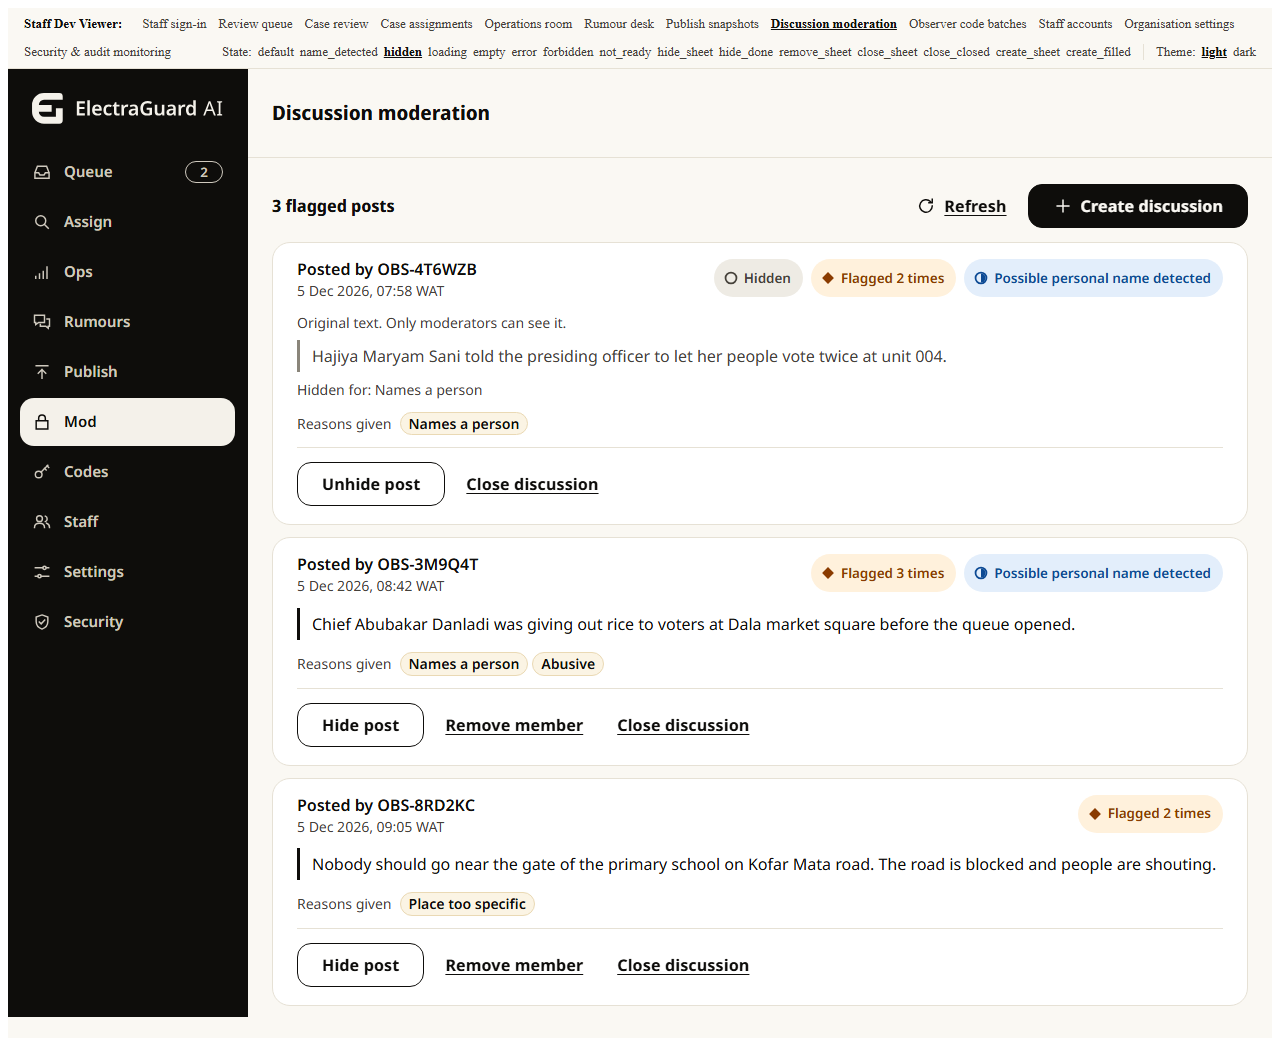 Staff Dev Viewer: Staff sign-in Review queue Case review Case assignments Operations room Rumour desk Publish snapshots Discussion moderation Observer code batches Staff accounts Organisation settings
Security & audit monitoring State: default name_detected hidden loading empty error forbidden not_ready hide_sheet hide_done remove_sheet close_sheet close_closed create_sheet create_filled Theme: light dark
ElectraGuard AI
Queue 2
Assign
Ops
Rumours
Publish
Mod
Codes
Staff
Settings
Security
Discussion moderation
3 flagged posts Refresh Create discussion
Posted by OBS-4T6WZB
5 Dec 2026, 07:58 WAT
Hidden Flagged 2 times Possible personal name detected
Original text. Only moderators can see it.
Hajiya Maryam Sani told the presiding officer to let her people vote twice at unit 004.
Hidden for: Names a person
Reasons given Names a person
Unhide post Close discussion
Posted by OBS-3M9Q4T
5 Dec 2026, 08:42 WAT
Flagged 3 times Possible personal name detected
Chief Abubakar Danladi was giving out rice to voters at Dala market square before the queue opened.
Reasons given Names a person Abusive
Hide post Remove member Close discussion
Posted by OBS-8RD2KC
5 Dec 2026, 09:05 WAT
Flagged 2 times
Nobody should go near the gate of the primary school on Kofar Mata road. The road is blocked and people are shouting.
Reasons given Place too specific
Hide post Remove member Close discussion